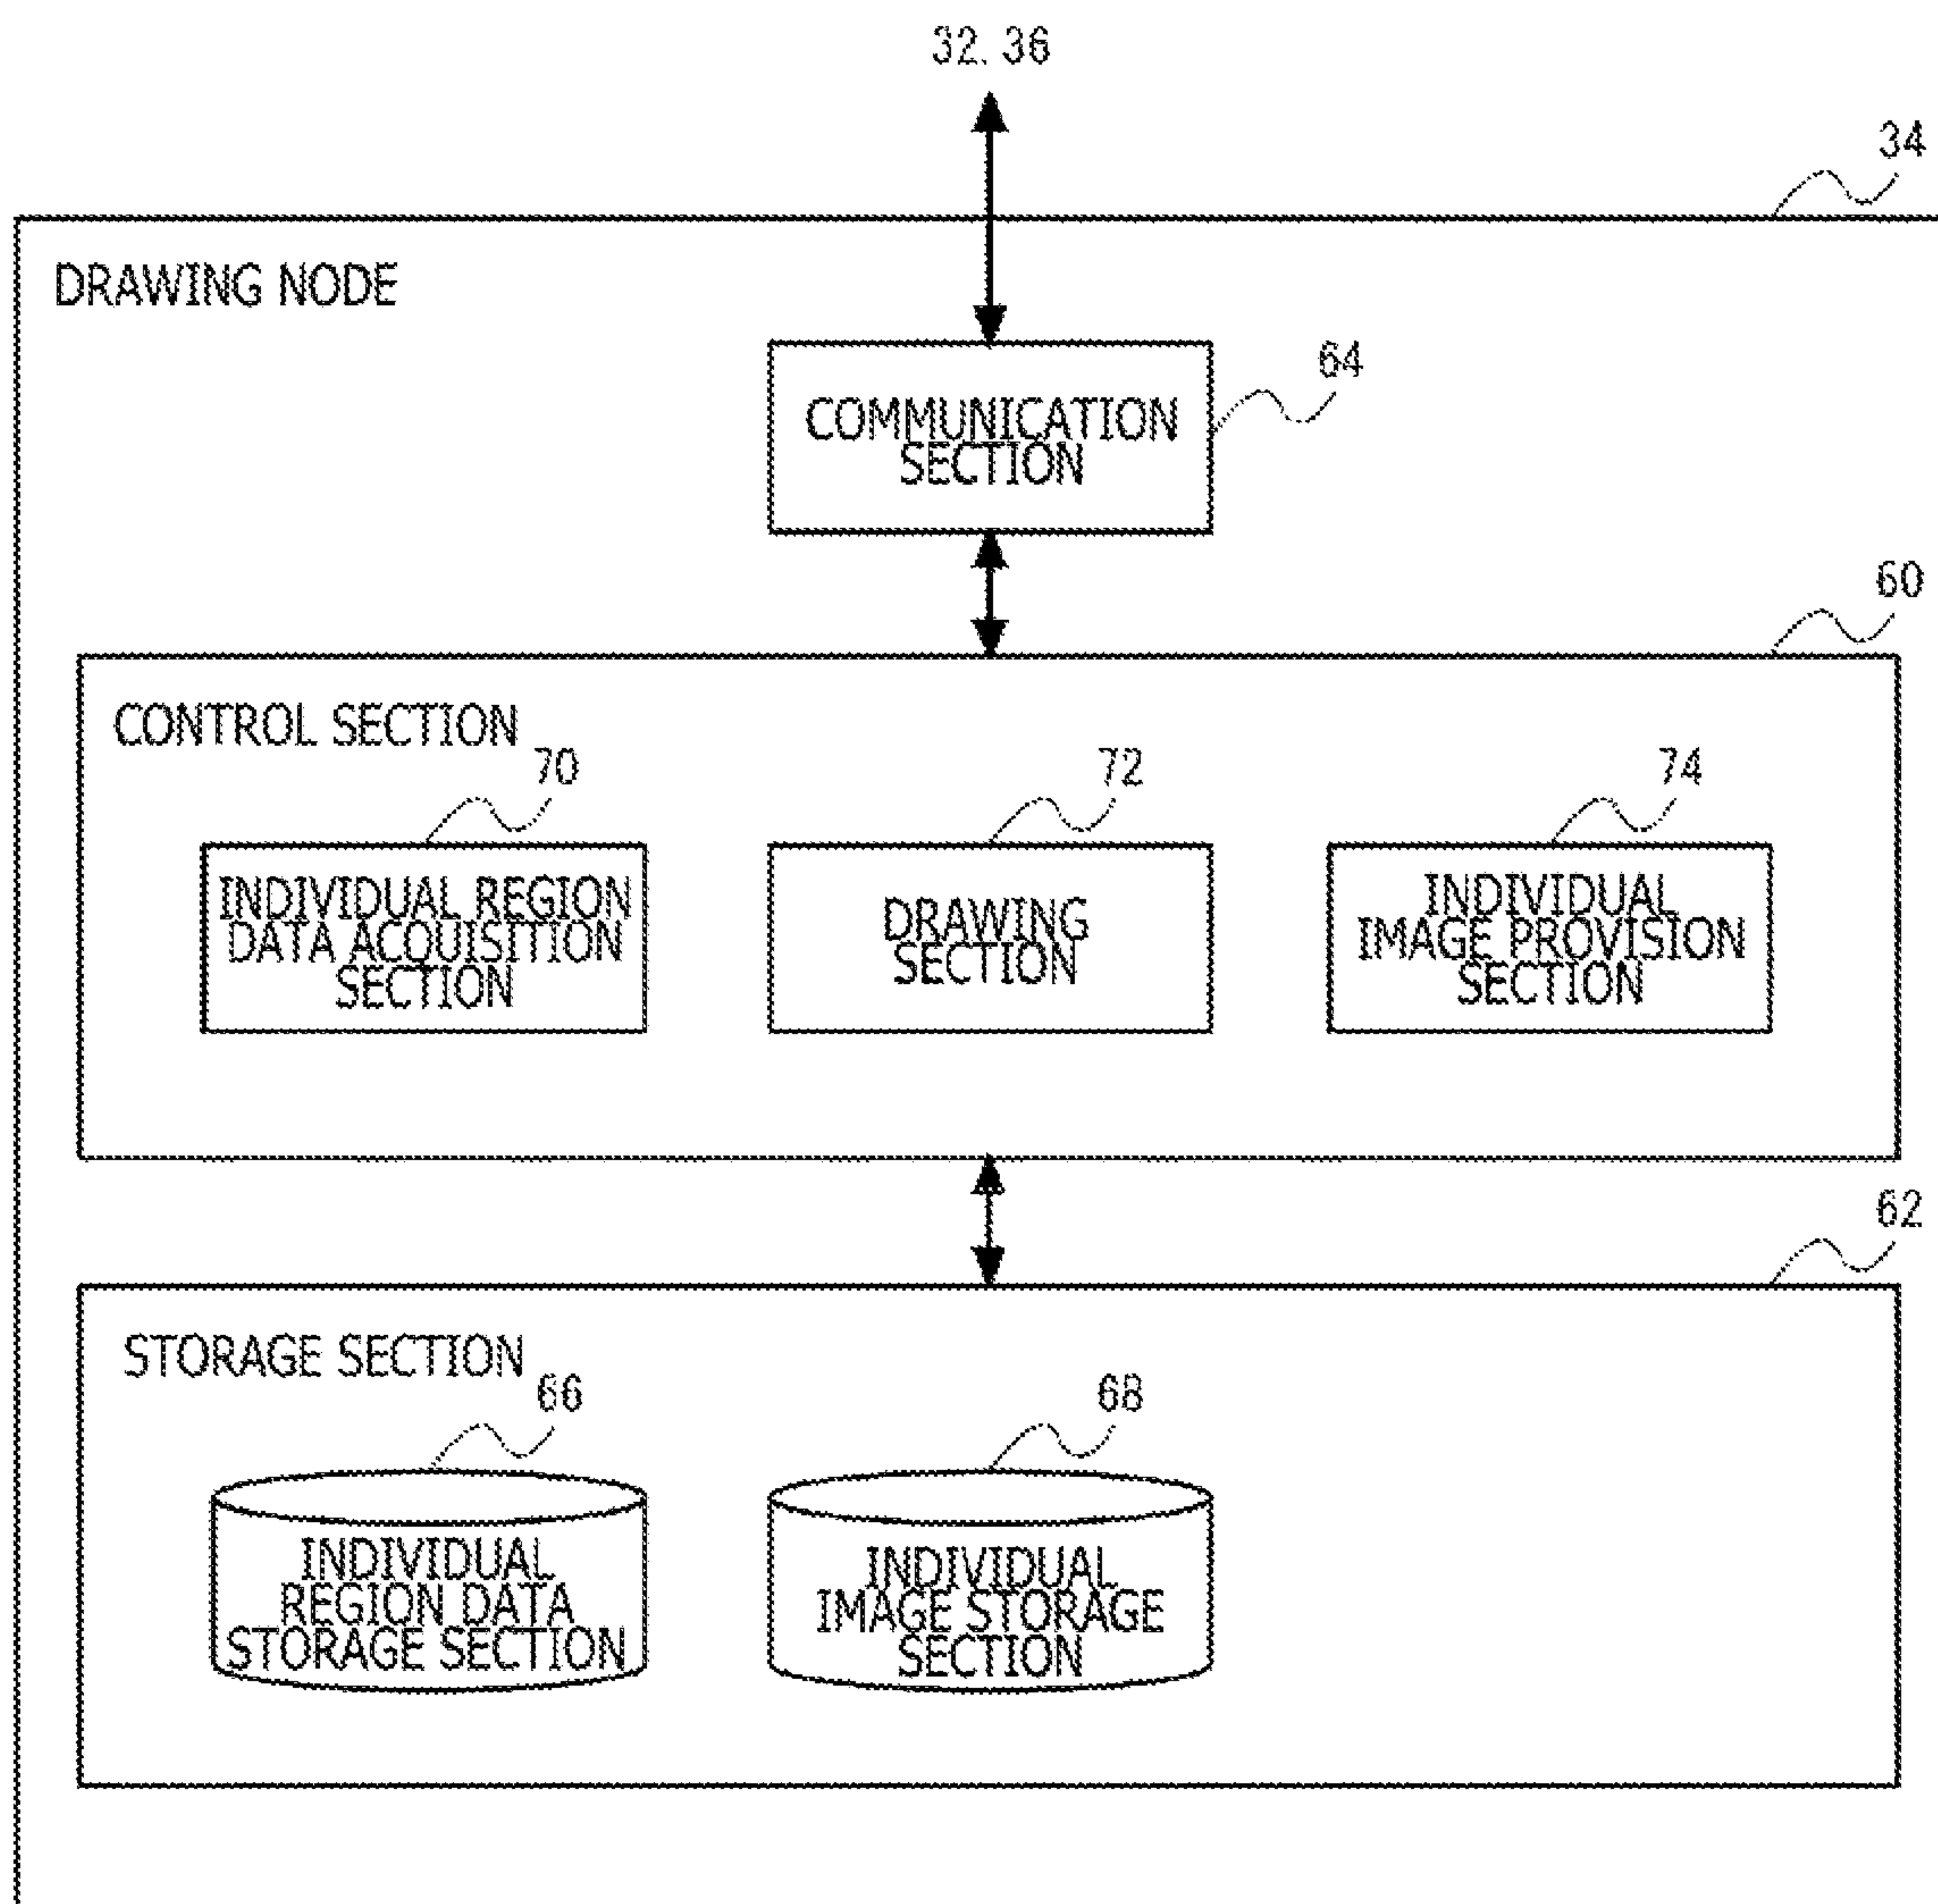 32, 36
34
DRAWING NODE
64
COMMUNICATION
SECTION
60
CONTROL SECTION
70
72
74
INDIVIDUAL REGION
DATA ACQUISITION
SECTION
DRAWING
SECTION
INDIVIDUAL
IMAGE PROVISION
SECTION
62
STORAGE SECTION
66
68
INDIVIDUAL
REGION DATA
STORAGE SECTION
INDIVIDUAL
IMAGE STORAGE
SECTION